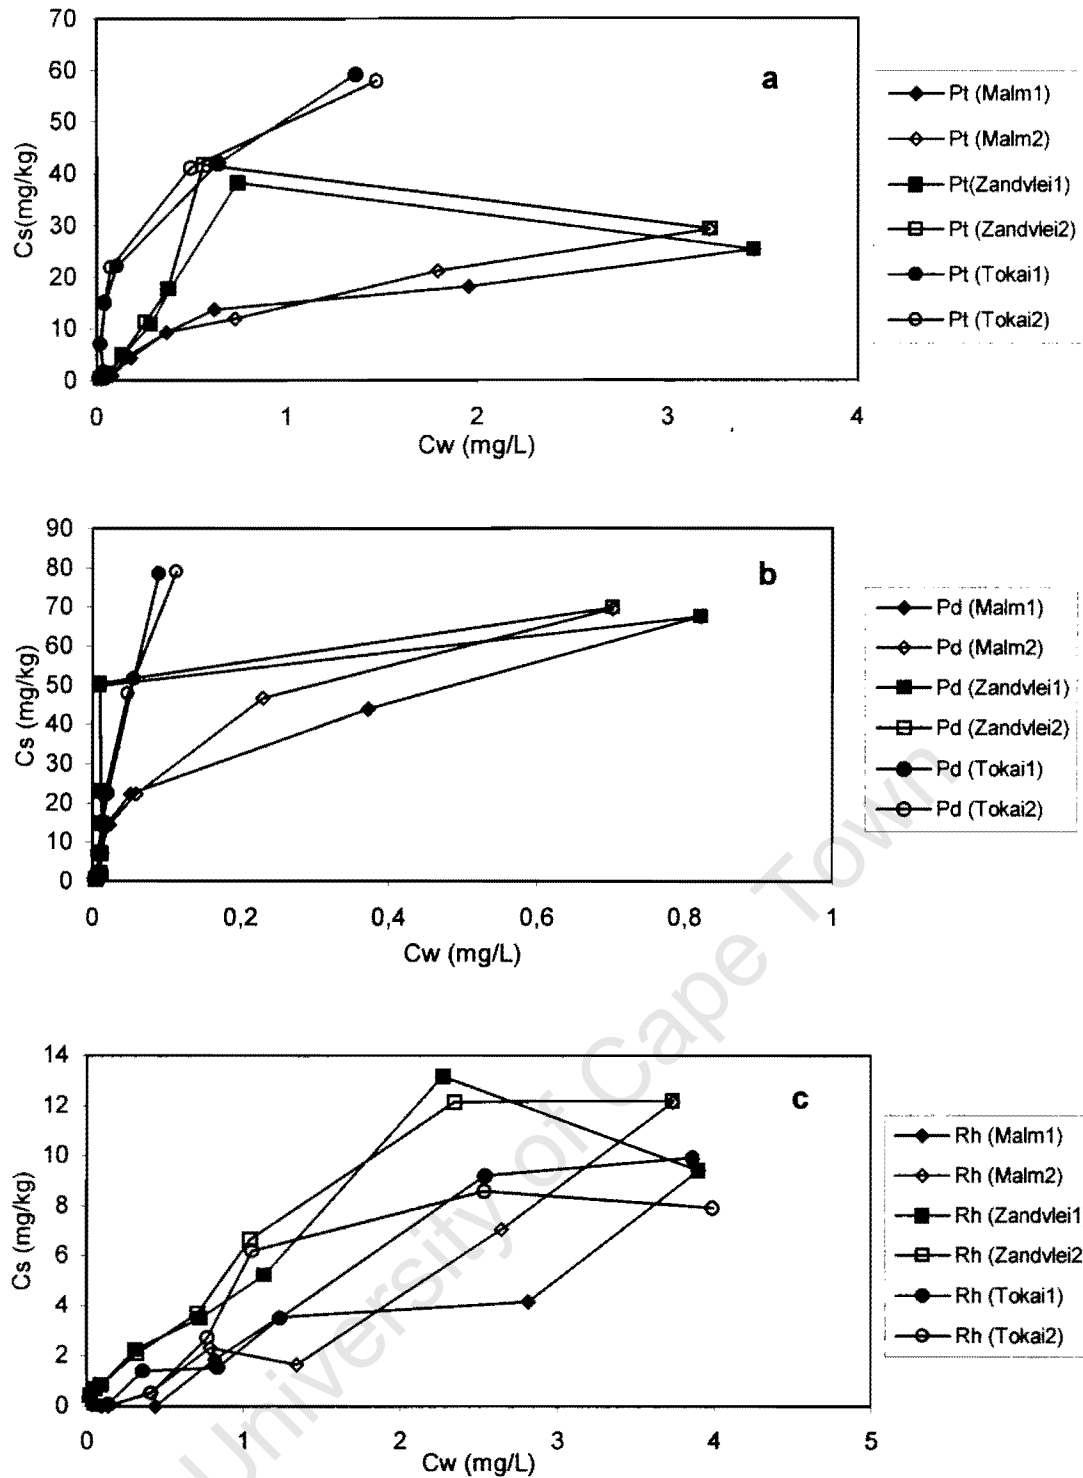 70
60
50
40
30
20
10
0
Cs(mg/kg)
a
0 1 2 3 4
Cw (mg/L)
Pt (Malm1)
Pt (Malm2)
Pt(Zandvlei1)
Pt (Zandvlei2)
Pt (Tokai1)
Pt (Tokai2)
90
80
70
60
50
40
30
20
10
0
Cs (mg/kg)
b
0 0,2 0,4 0,6 0,8 1
Cw (mg/L)
Pd (Malm1)
Pd (Malm2)
Pd (Zandvlei1)
Pd (Zandvlei2)
Pd (Tokai1)
Pd (Tokai2)
14
12
10
8
6
4
2
0
Cs (mg/kg)
c
0 1 2 3 4 5
Cw (mg/L)
Rh (Malm1)
Rh (Malm2)
Rh (Zandvlei1
Rh (Zandvlei2
Rh (Tokai1)
Rh (Tokai2)
University of Cape Town